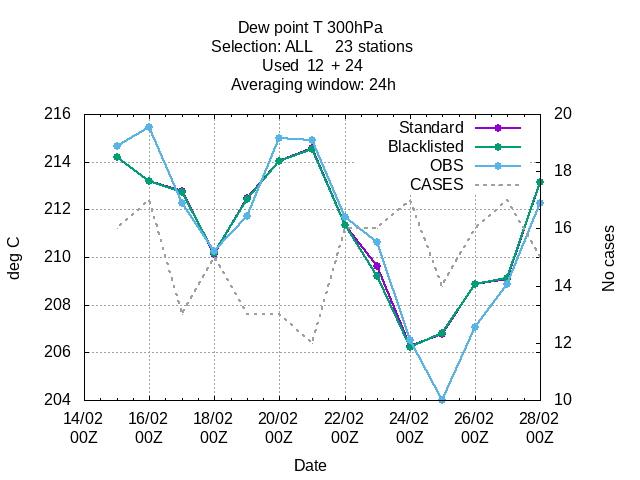 Dew point T 300hPa
Selection: ALL     23 stations
Used  12 + 24
Averaging window: 24h
216
214
212
210
208
206
204
deg C
20
18
16
14
12
10
No cases
Standard
Blacklisted
OBS
CASES
14/02 16/02 18/02 20/02 22/02 24/02 26/02 28/02
00Z 00Z 00Z 00Z 00Z 00Z 00Z 00Z
Date